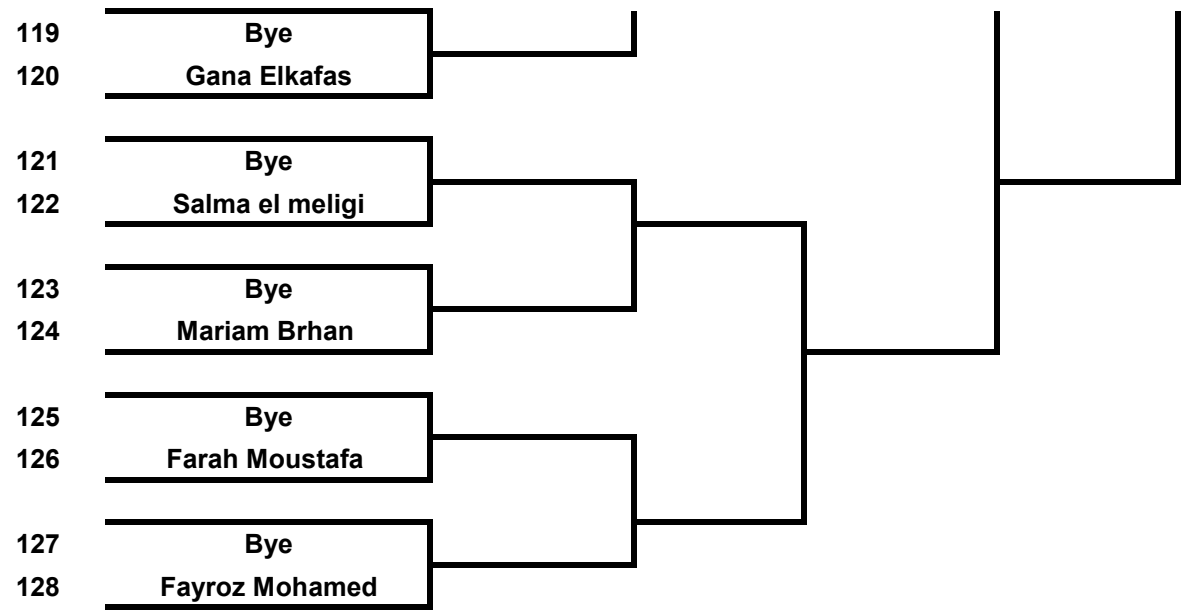 119 Bye
120 Gana Elkafas
121 Bye
122 Salma el meligi
123 Bye
124 Mariam Brhan
125 Bye
126 Farah Moustafa
127 Bye
128 Fayroz Mohamed